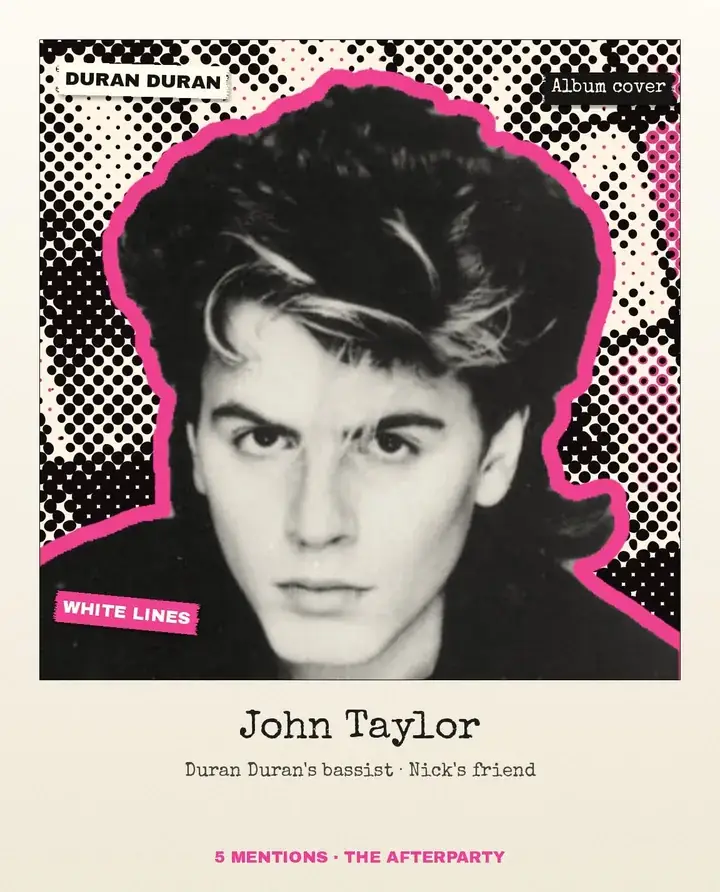 DURAN DURAN
Album cover
WHITE LINES
John Taylor
Duran Duran's bassist · Nick's friend
5 MENTIONS · THE AFTERPARTY